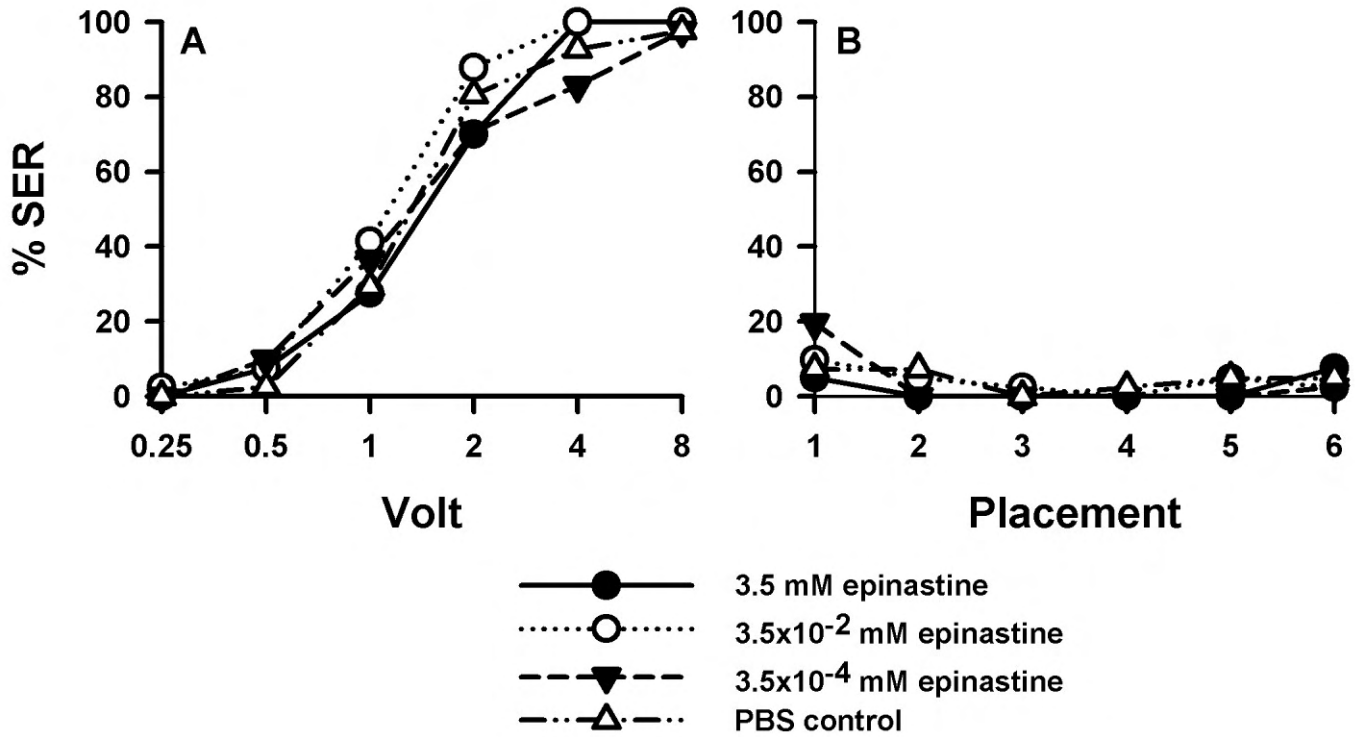 A
B
% SER
100
80
60
40
20
0
0.25 0.5 1 2 4 8
Volt
100
80
60
40
20
0
1 2 3 4 5 6
Placement
3.5 mM epinastine
3.5x10-2 mM epinastine
3.5x10-4 mM epinastine
PBS control